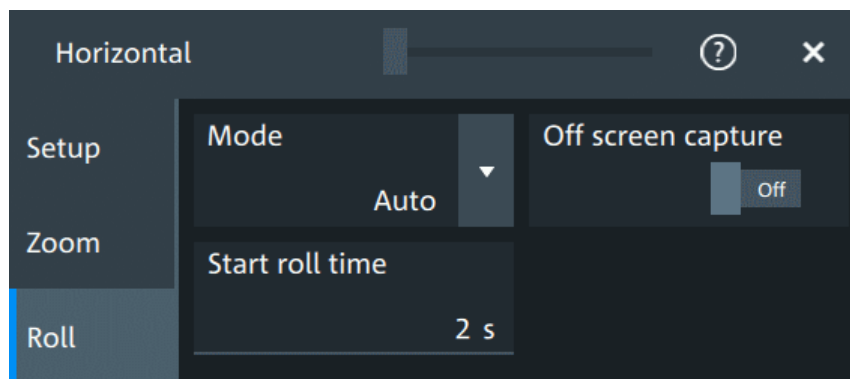 Horizontal
?
Setup
Zoom
Roll
Mode
Auto
Off screen capture
Off
Start roll time
2 s